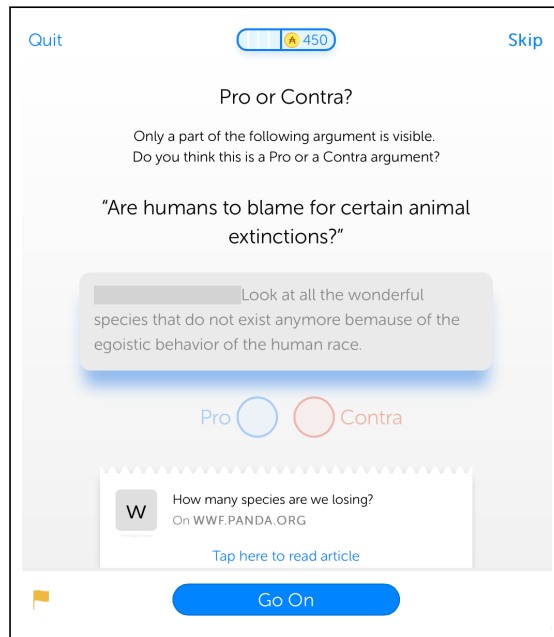 Quit
450
Skip
Pro or Contra?
Only a part of the following argument is visible.
Do you think this is a Pro or a Contra argument?
“Are humans to blame for certain animal
extinctions?”
Look at all the wonderful
species that do not exist anymore bemause of the
egoistic behavior of the human race.
Pro
Contra
W
How many species are we losing?
On WWF.PANDA.ORG
Tap here to read article
Go On